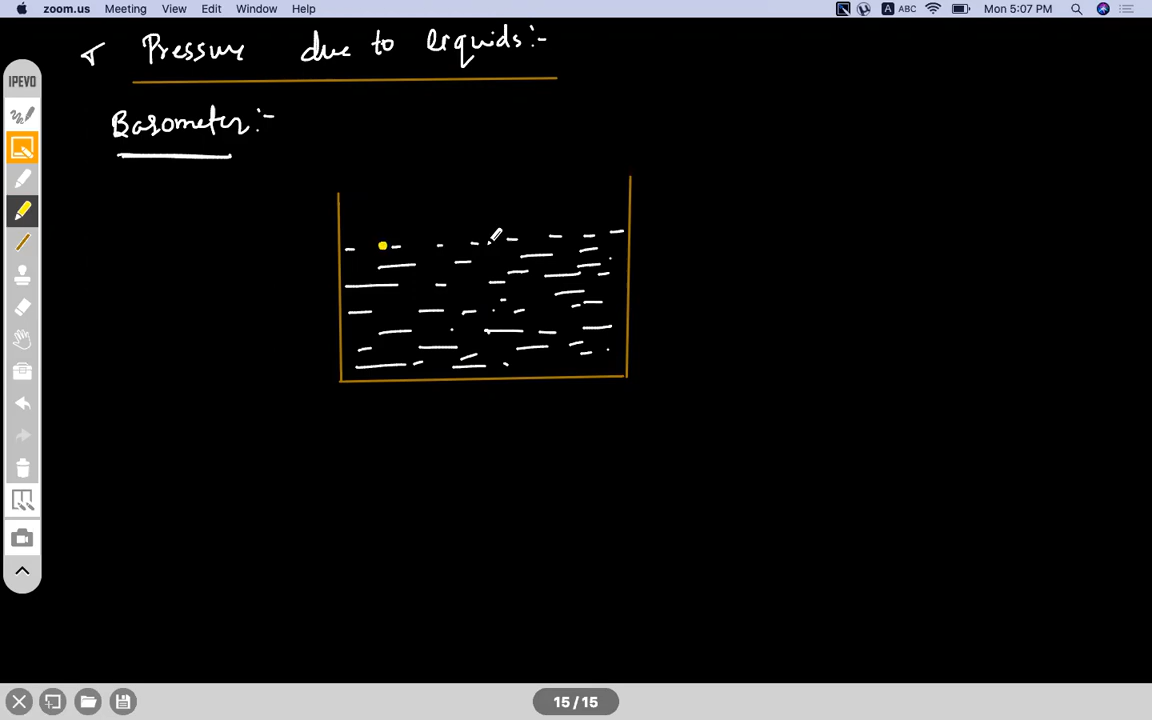 zoom.us Meeting View Edit Window Help A ABC Mon 5:07 PM
Pressure due to liquids:-
IPEVO
Barometer:-
15/15